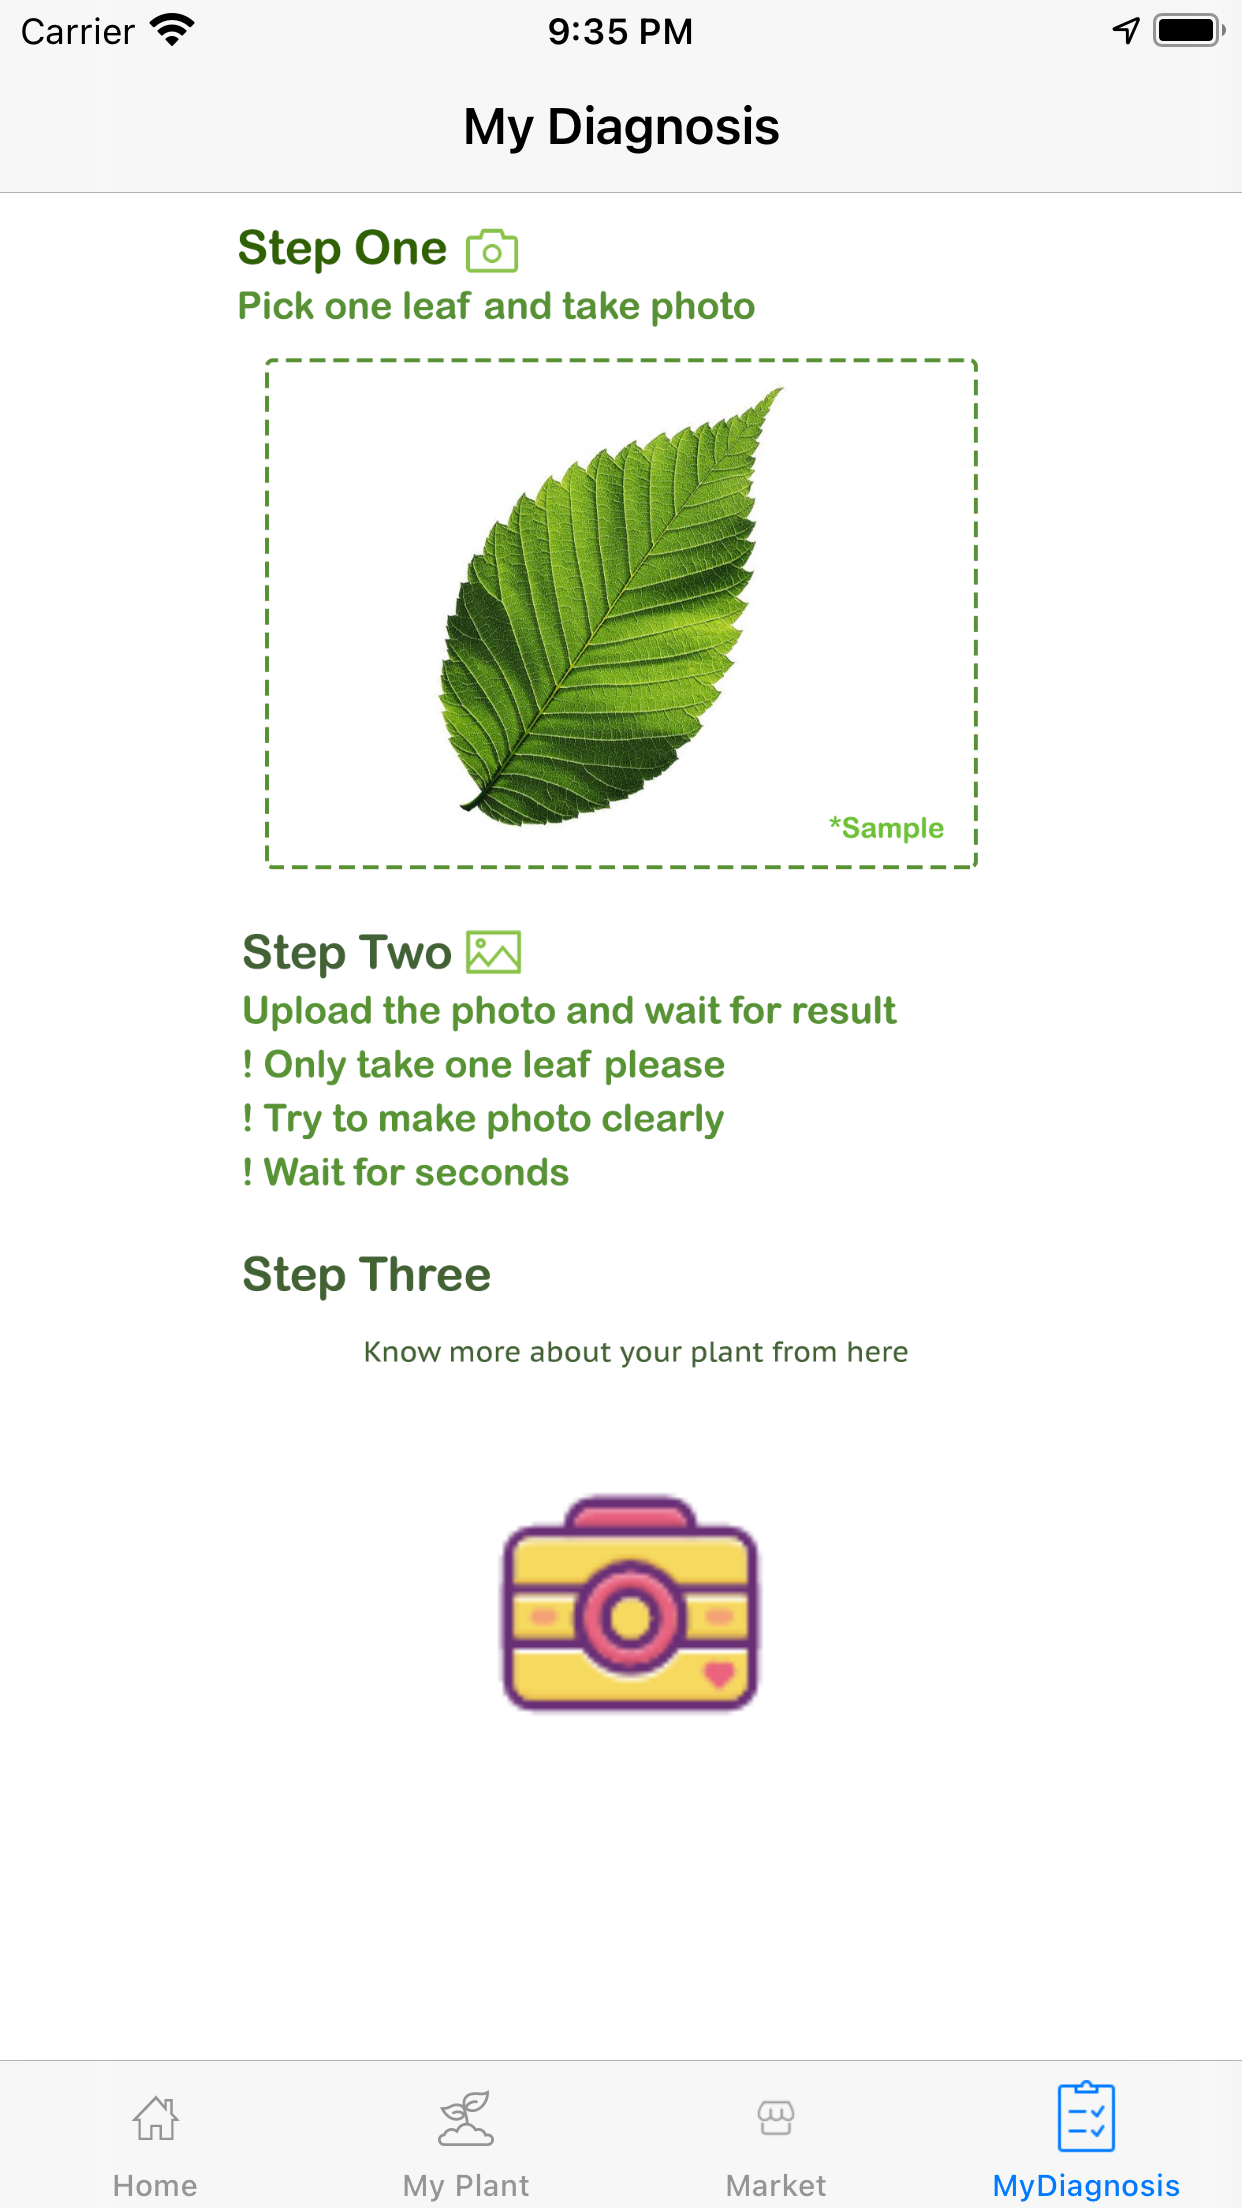 Carrier 9:35 PM
My Diagnosis
Step One
Pick one leaf and take photo
*Sample
Step Two
Upload the photo and wait for result
! Only take one leaf please
! Try to make photo clearly
! Wait for seconds
Step Three
Know more about your plant from here
Home My Plant Market MyDiagnosis